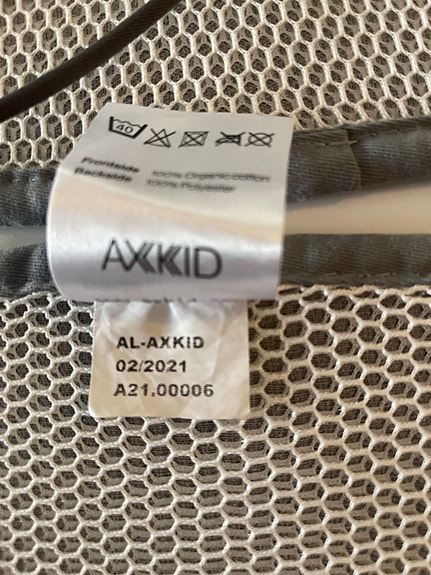 40
Frontside 100% Organic cotton
Backside 100% Polyester
AXKID
AL-AXKID
02/2021
A21.00006